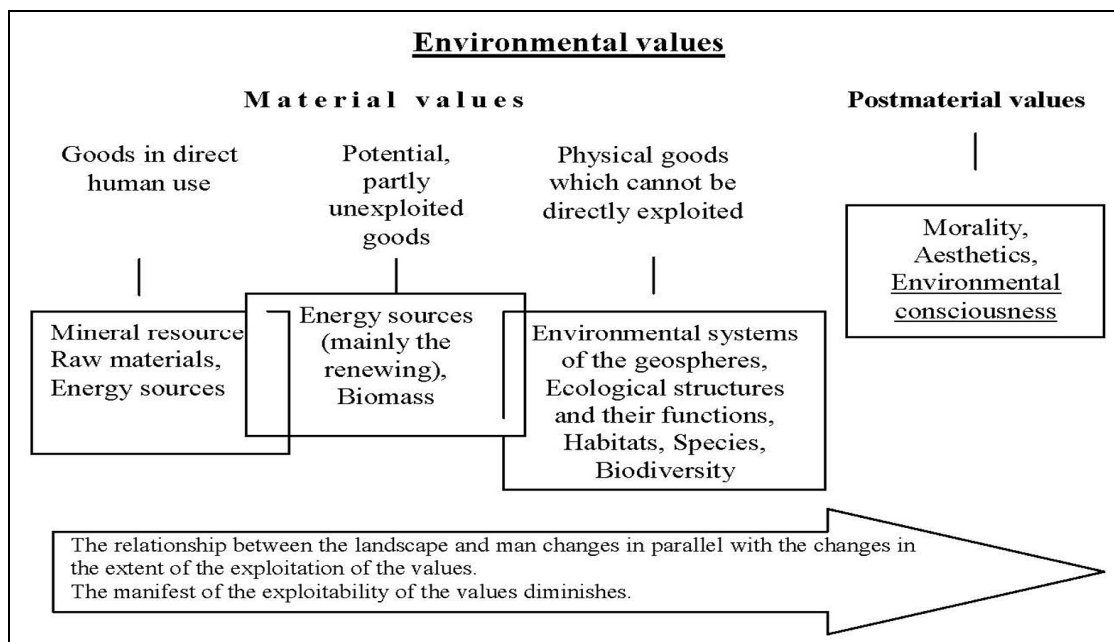 Environmental values
Material values
Postmaterial values
Goods in direct
human use
Potential,
partly
unexploited
goods
Physical goods
which cannot be
directly exploited
Mineral resource
Raw materials,
Energy sources
Energy sources
(mainly the
renewing),
Biomass
Environmental systems
of the geospheres,
Ecological structures
and their functions,
Habitats, Species,
Biodiversity
Morality,
Aesthetics,
Environmental
consciousness
The relationship between the landscape and man changes in parallel with the changes in
the extent of the exploitation of the values.
The manifest of the exploitability of the values diminishes.